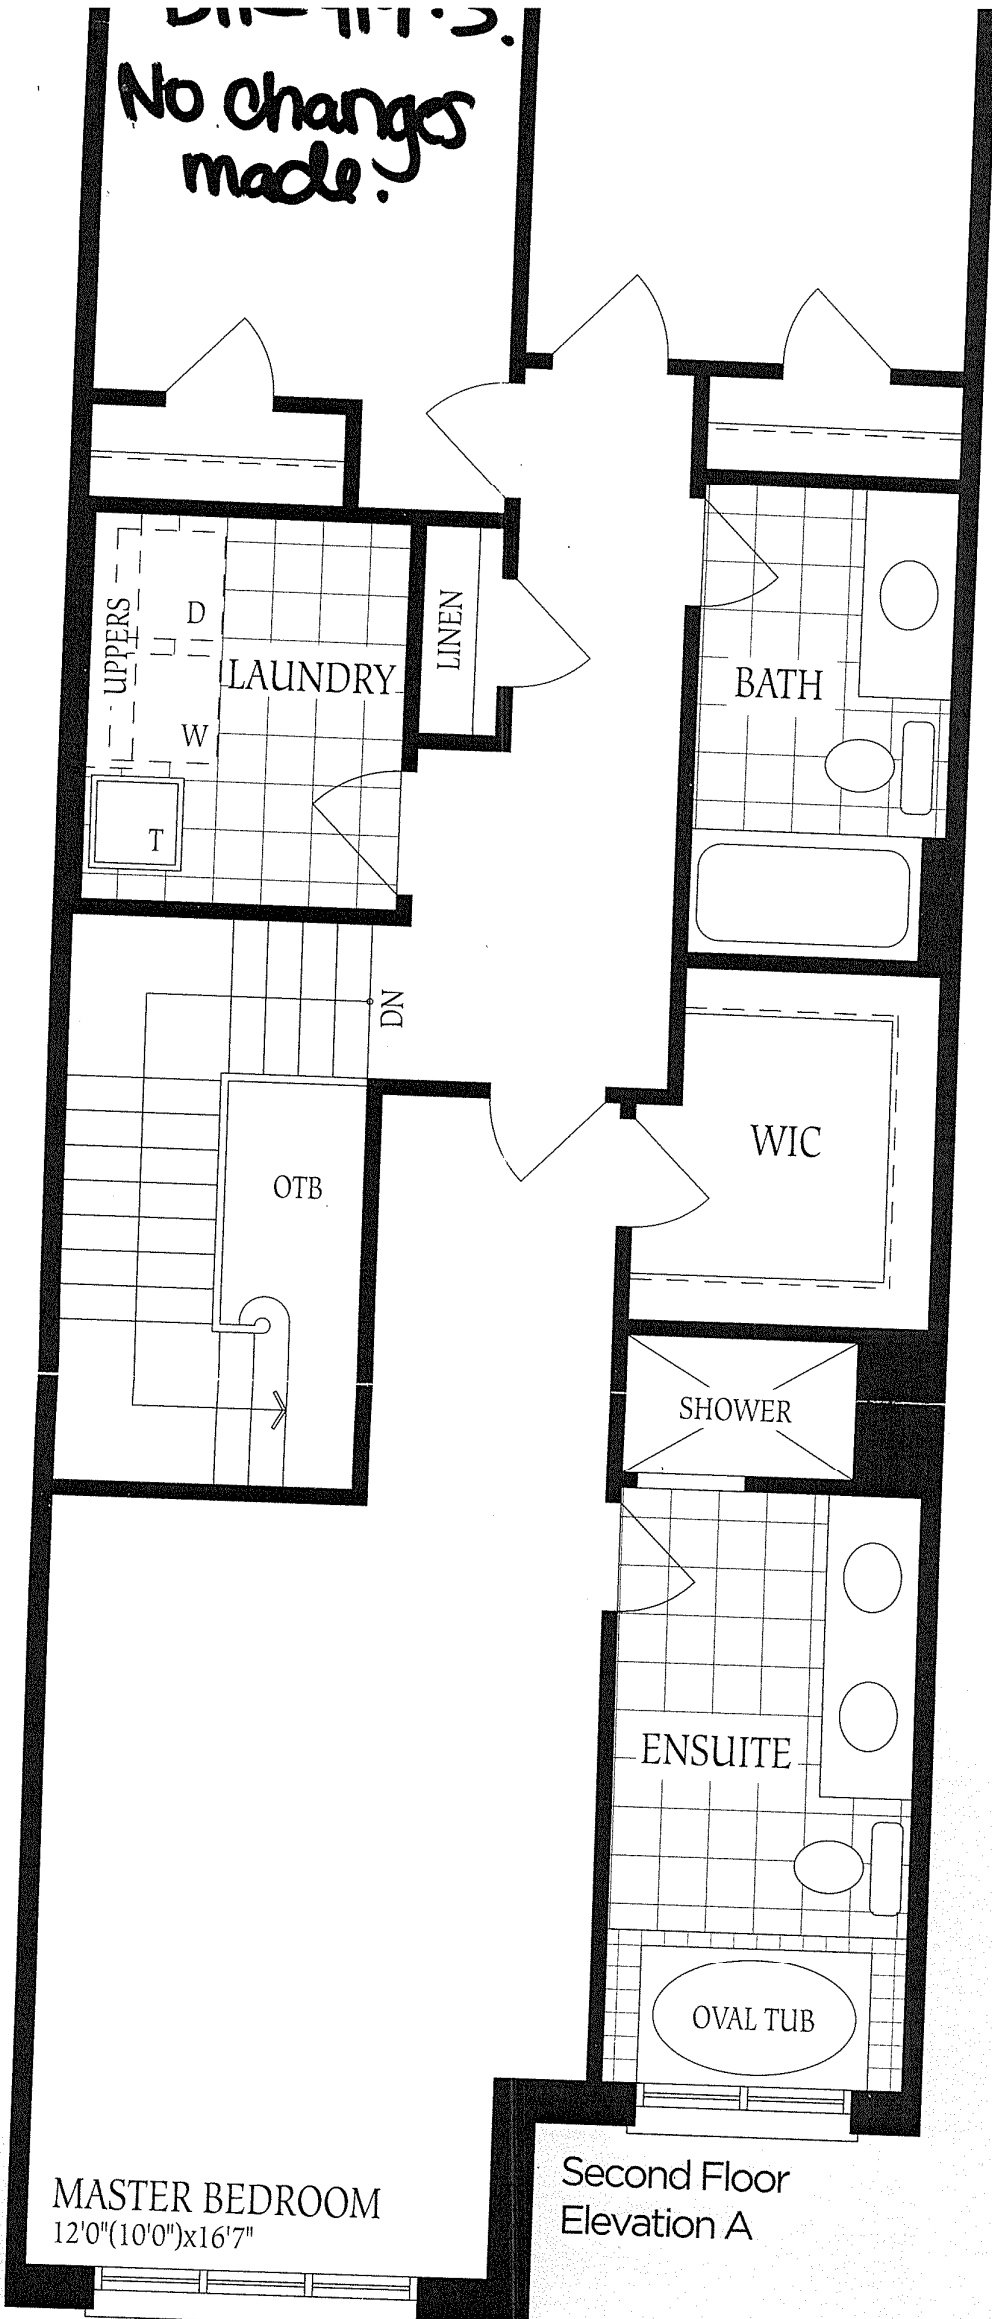 No changes
made.
UPPERS
D
LAUNDRY
LINEN
W
T
BATH
DN
WIC
OTB
SHOWER
ENSUITE
OVAL TUB
MASTER BEDROOM
12'0"(10'0")x16'7"
Second Floor
Elevation A